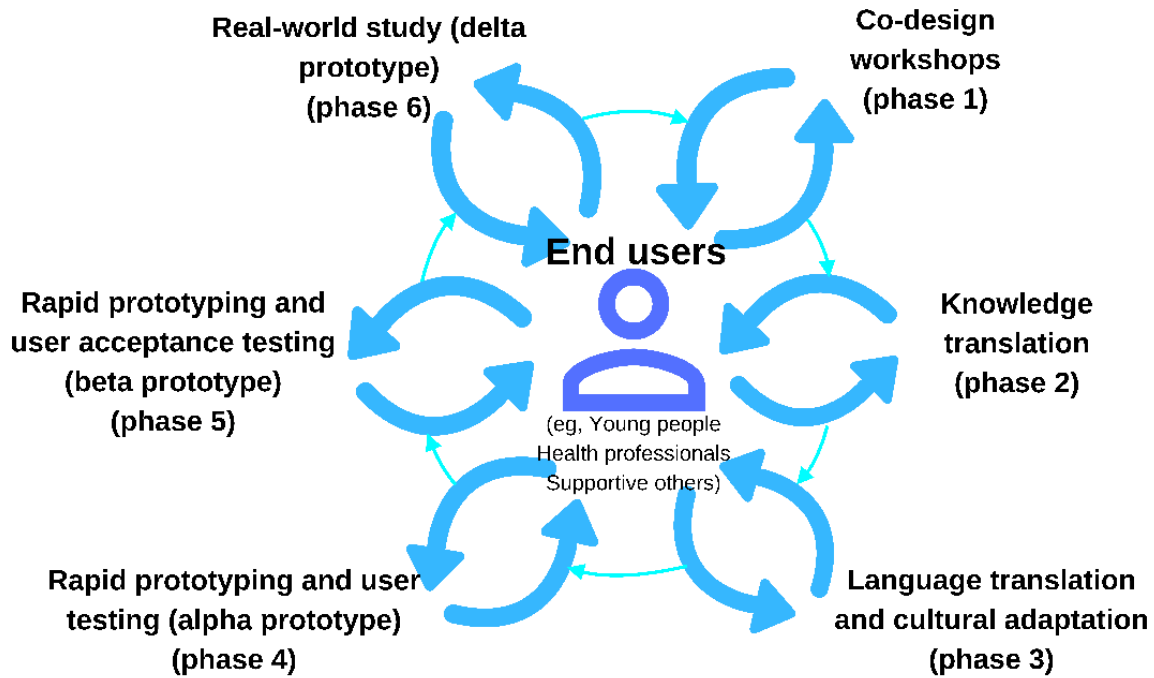 Real-world study (delta
prototype)
(phase 6)
Co-design
workshops
(phase 1)
End users
(eg, Young people
Health professionals
Supportive others)
Knowledge
translation
(phase 2)
Rapid prototyping and
user acceptance testing
(beta prototype)
(phase 5)
Rapid prototyping and user
testing (alpha prototype)
(phase 4)
Language translation
and cultural adaptation
(phase 3)